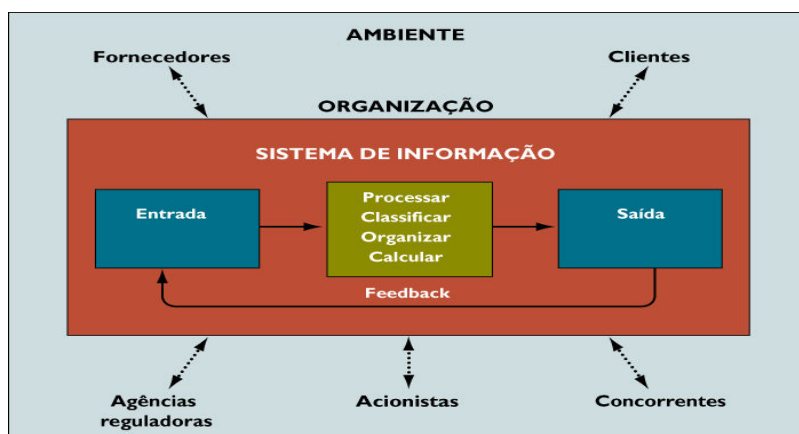 AMBIENTE
Fornecedores
Clientes
ORGANIZAÇÃO
SISTEMA DE INFORMAÇÃO
Entrada
Processar
Classificar
Organizar
Calcular
Saída
Feedback
Agências
reguladoras
Acionistas
Concorrentes